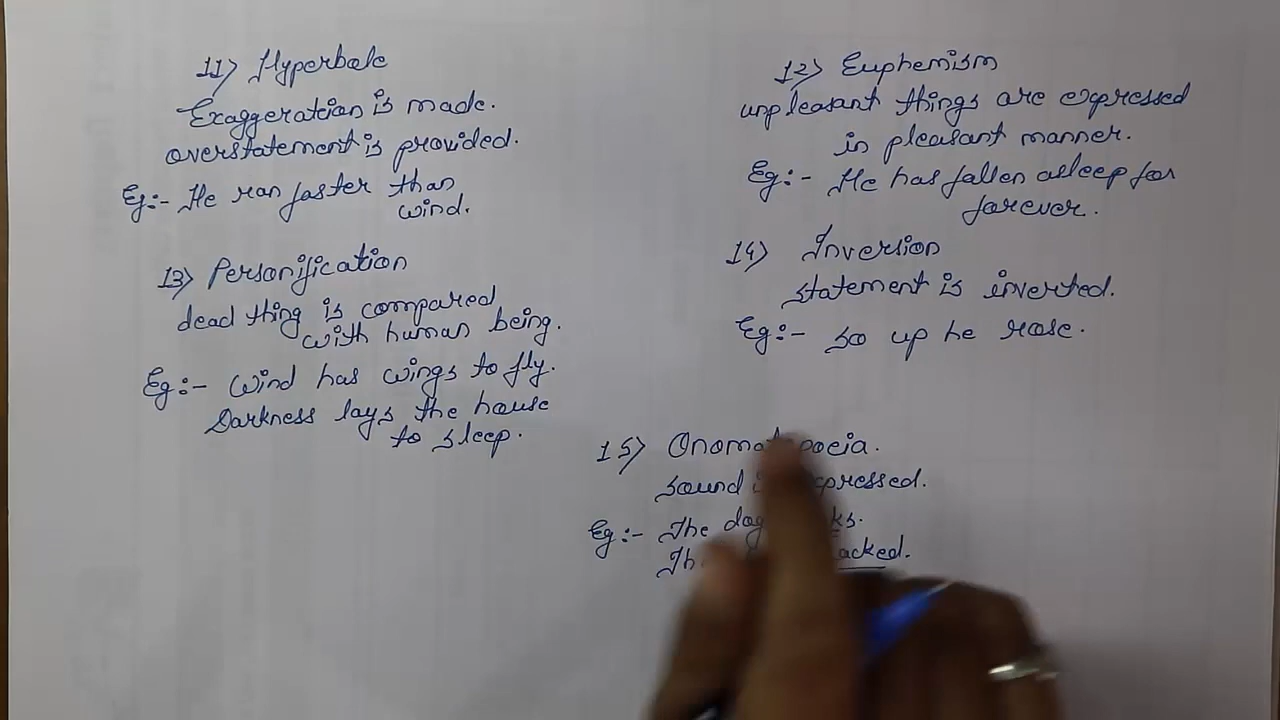 11) Hyperbole
Exaggeration is made.
overstatement is provided.
Eg:- He ran faster than
wind.
12) Euphemism
unpleasant things are expressed
in pleasant manner.
Eg:- He has fallen asleep for
forever.
13) Personification
dead thing is compared
with human being.
Eg:- Wind has wings to fly.
Darkness lays the house
to sleep.
14) Inversion
statement is inverted.
Eg:- so up he rose.
15)
sound
Eg:- The